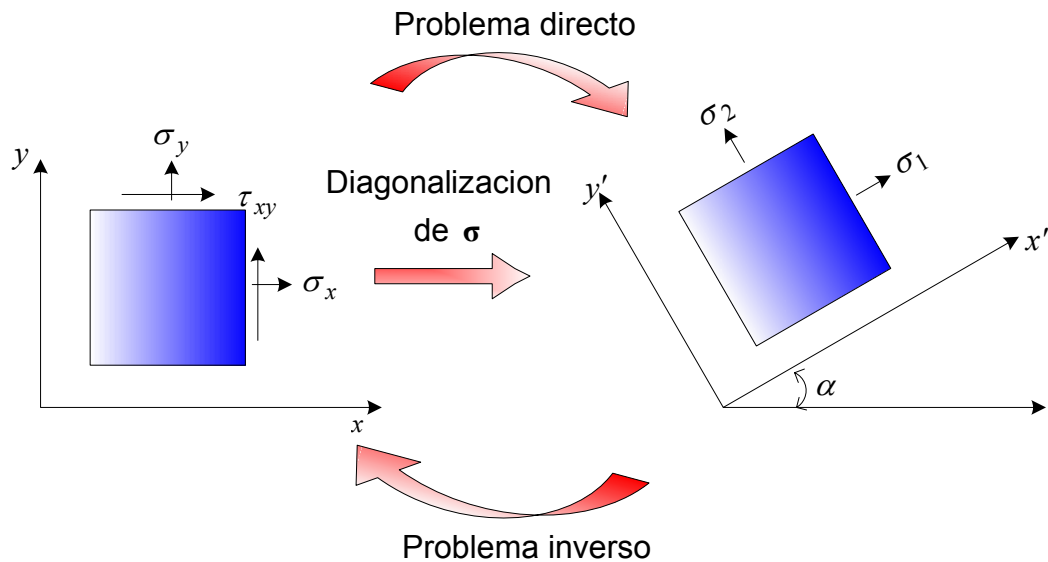 Problema directo
y
σy
τxy
σx
x
Diagonalizacion
de σ
σ2
σ1
y′
x′
α
Problema inverso